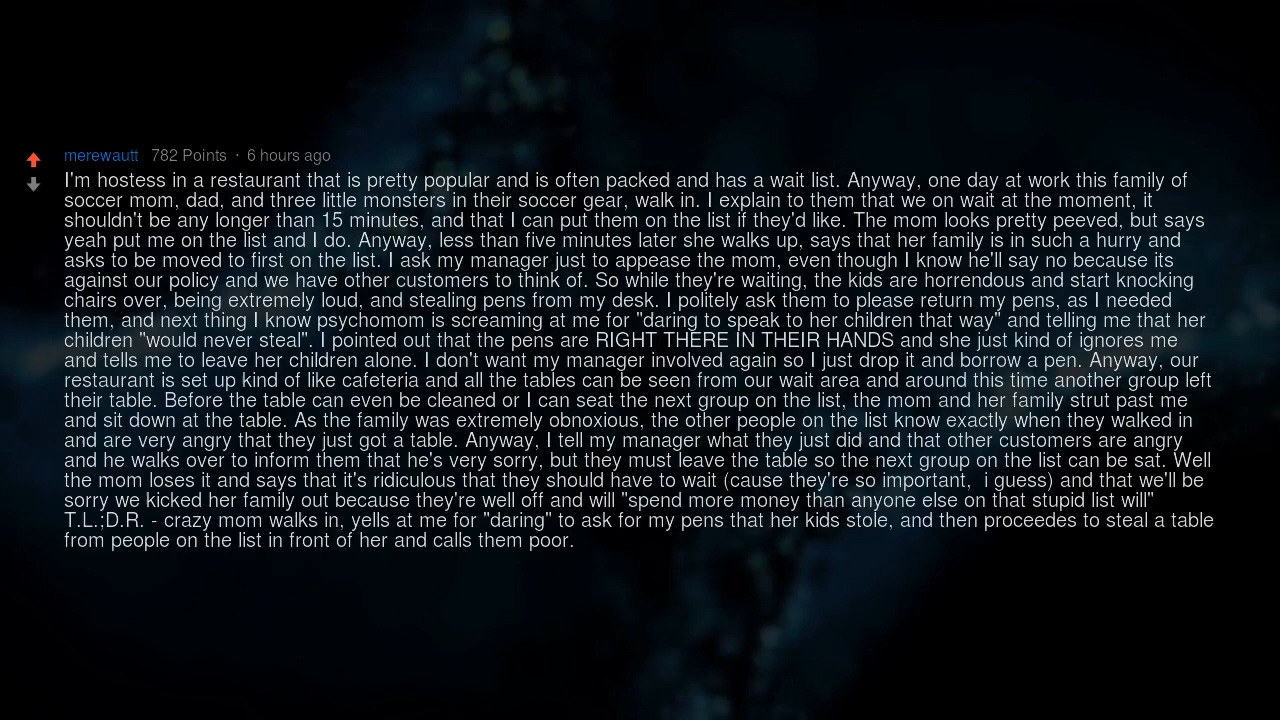 merewautt 782 Points · 6 hours ago
I'm hostess in a restaurant that is pretty popular and is often packed and has a wait list. Anyway, one day at work this family of
soccer mom, dad, and three little monsters in their soccer gear, walk in. I explain to them that we on wait at the moment, it
shouldn't be any longer than 15 minutes, and that I can put them on the list if they'd like. The mom looks pretty peeved, but says
yeah put me on the list and I do. Anyway, less than five minutes later she walks up, says that her family is in such a hurry and
asks to be moved to first on the list. I ask my manager just to appease the mom, even though I know he'll say no because its
against our policy and we have other customers to think of. So while they're waiting, the kids are horrendous and start knocking
chairs over, being extremely loud, and stealing pens from my desk. I politely ask them to please return my pens, as I needed
them, and next thing I know psychomom is screaming at me for "daring to speak to her children that way" and telling me that her
children "would never steal". I pointed out that the pens are RIGHT THERE IN THEIR HANDS and she just kind of ignores me
and tells me to leave her children alone. I don't want my manager involved again so I just drop it and borrow a pen. Anyway, our
restaurant is set up kind of like cafeteria and all the tables can be seen from our wait area and around this time another group left
their table. Before the table can even be cleaned or I can seat the next group on the list, the mom and her family strut past me
and sit down at the table. As the family was extremely obnoxious, the other people on the list know exactly when they walked in
and are very angry that they just got a table. Anyway, I tell my manager what they just did and that other customers are angry
and he walks over to inform them that he's very sorry, but they must leave the table so the next group on the list can be sat. Well
the mom loses it and says that it's ridiculous that they should have to wait (cause they're so important, i guess) and that we'll be
sorry we kicked her family out because they're well off and will "spend more money than anyone else on that stupid list will"
T.L.;D.R. - crazy mom walks in, yells at me for "daring" to ask for my pens that her kids stole, and then proceedes to steal a table
from people on the list in front of her and calls them poor.